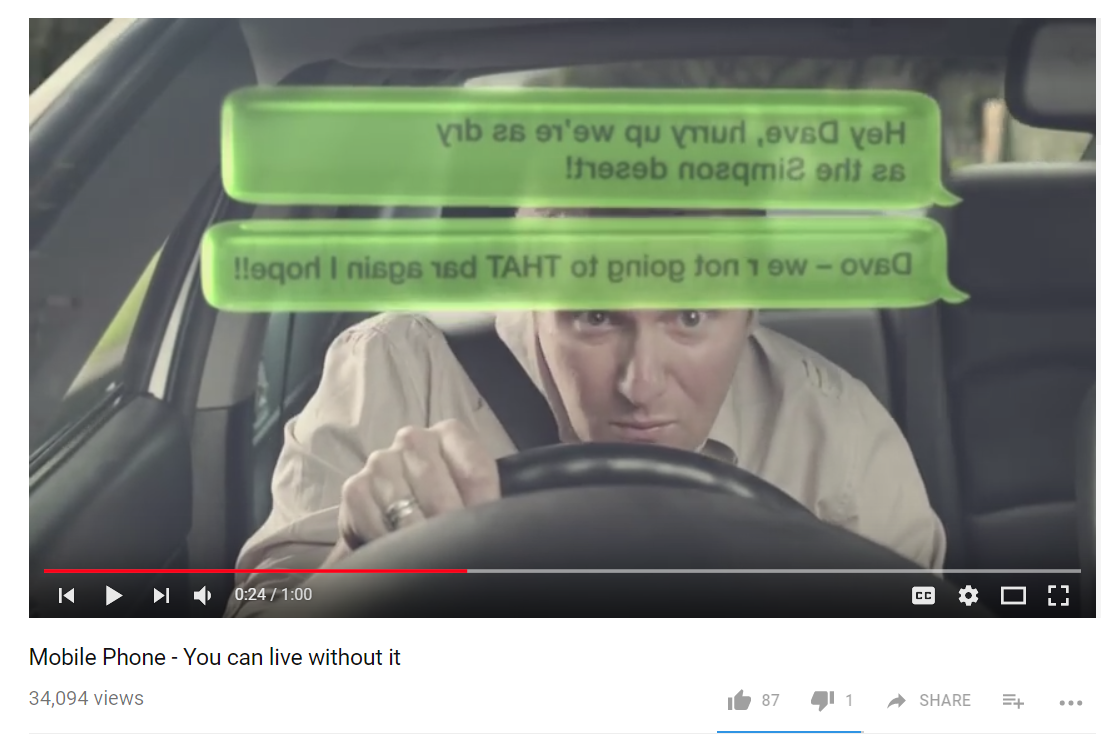 Hey Dave, hurry up we're as dry
as the Simpson desert!
Davo – we r not going to THAT bar again I hope!!
0:24 / 1:00
CC
Mobile Phone - You can live without it
34,094 views
87
1
SHARE